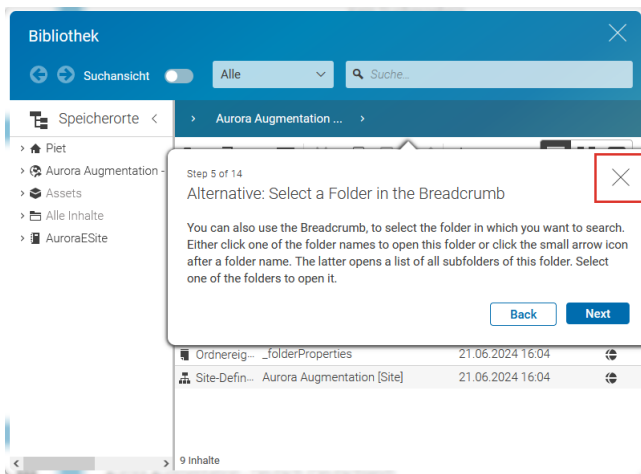 Bibliothek
Suchansicht
Alle
Suche...
Speicherorte
Aurora Augmentation ...
Piet
Aurora Augmentation -
Assets
Alle Inhalte
AuroraESite
Step 5 of 14
Alternative: Select a Folder in the Breadcrumb
You can also use the Breadcrumb, to select the folder in which you want to search.
Either click one of the folder names to open this folder or click the small arrow icon
after a folder name. The latter opens a list of all subfolders of this folder. Select
one of the folders to open it.
Back Next
Ordnereig... _folderProperties 21.06.2024 16:04
Site-Defin... Aurora Augmentation [Site] 21.06.2024 16:04
9 Inhalte